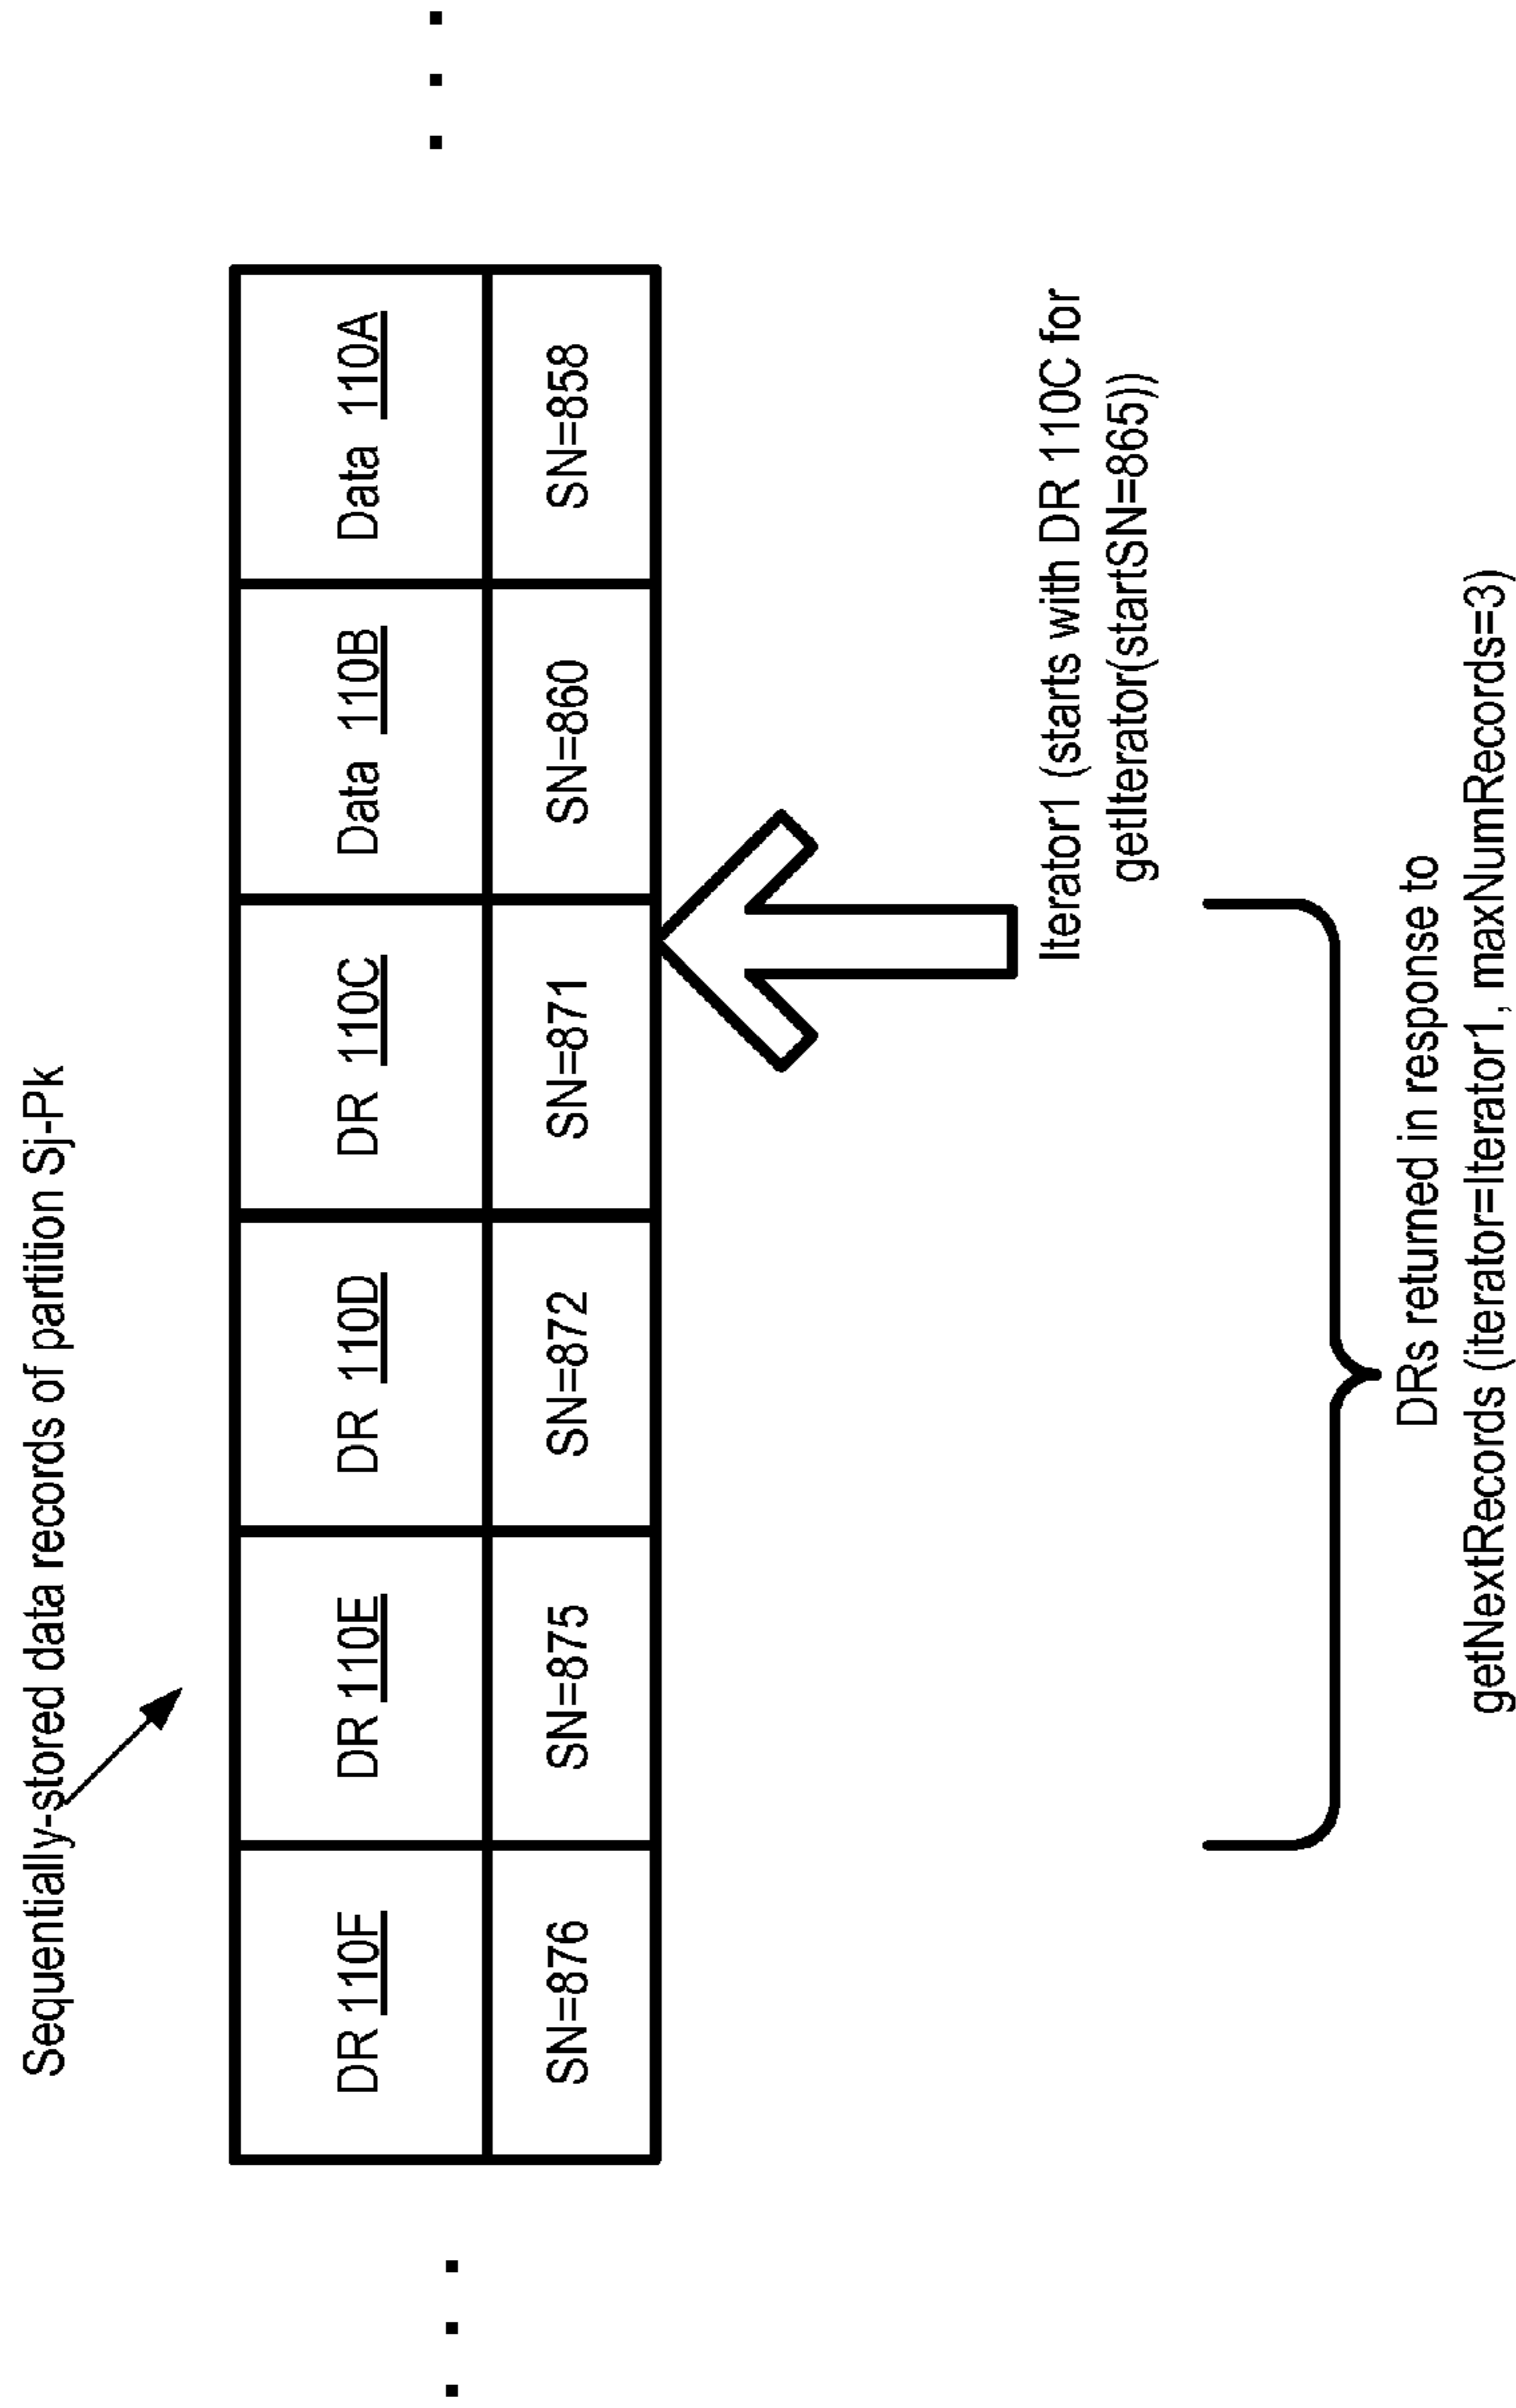 Sequentially-stored data records of partition Sj-Pk
DR 110F
DR 110E
DR 110D
DR 110C
Data 110B
Data 110A
SN=876
SN=875
SN=872
SN=871
SN=860
SN=858
Iterator1 (starts with DR 110C for
getIterator(startSN=865))
DRs returned in response to
getNextRecords (iterator=Iterator1, maxNumRecords=3)